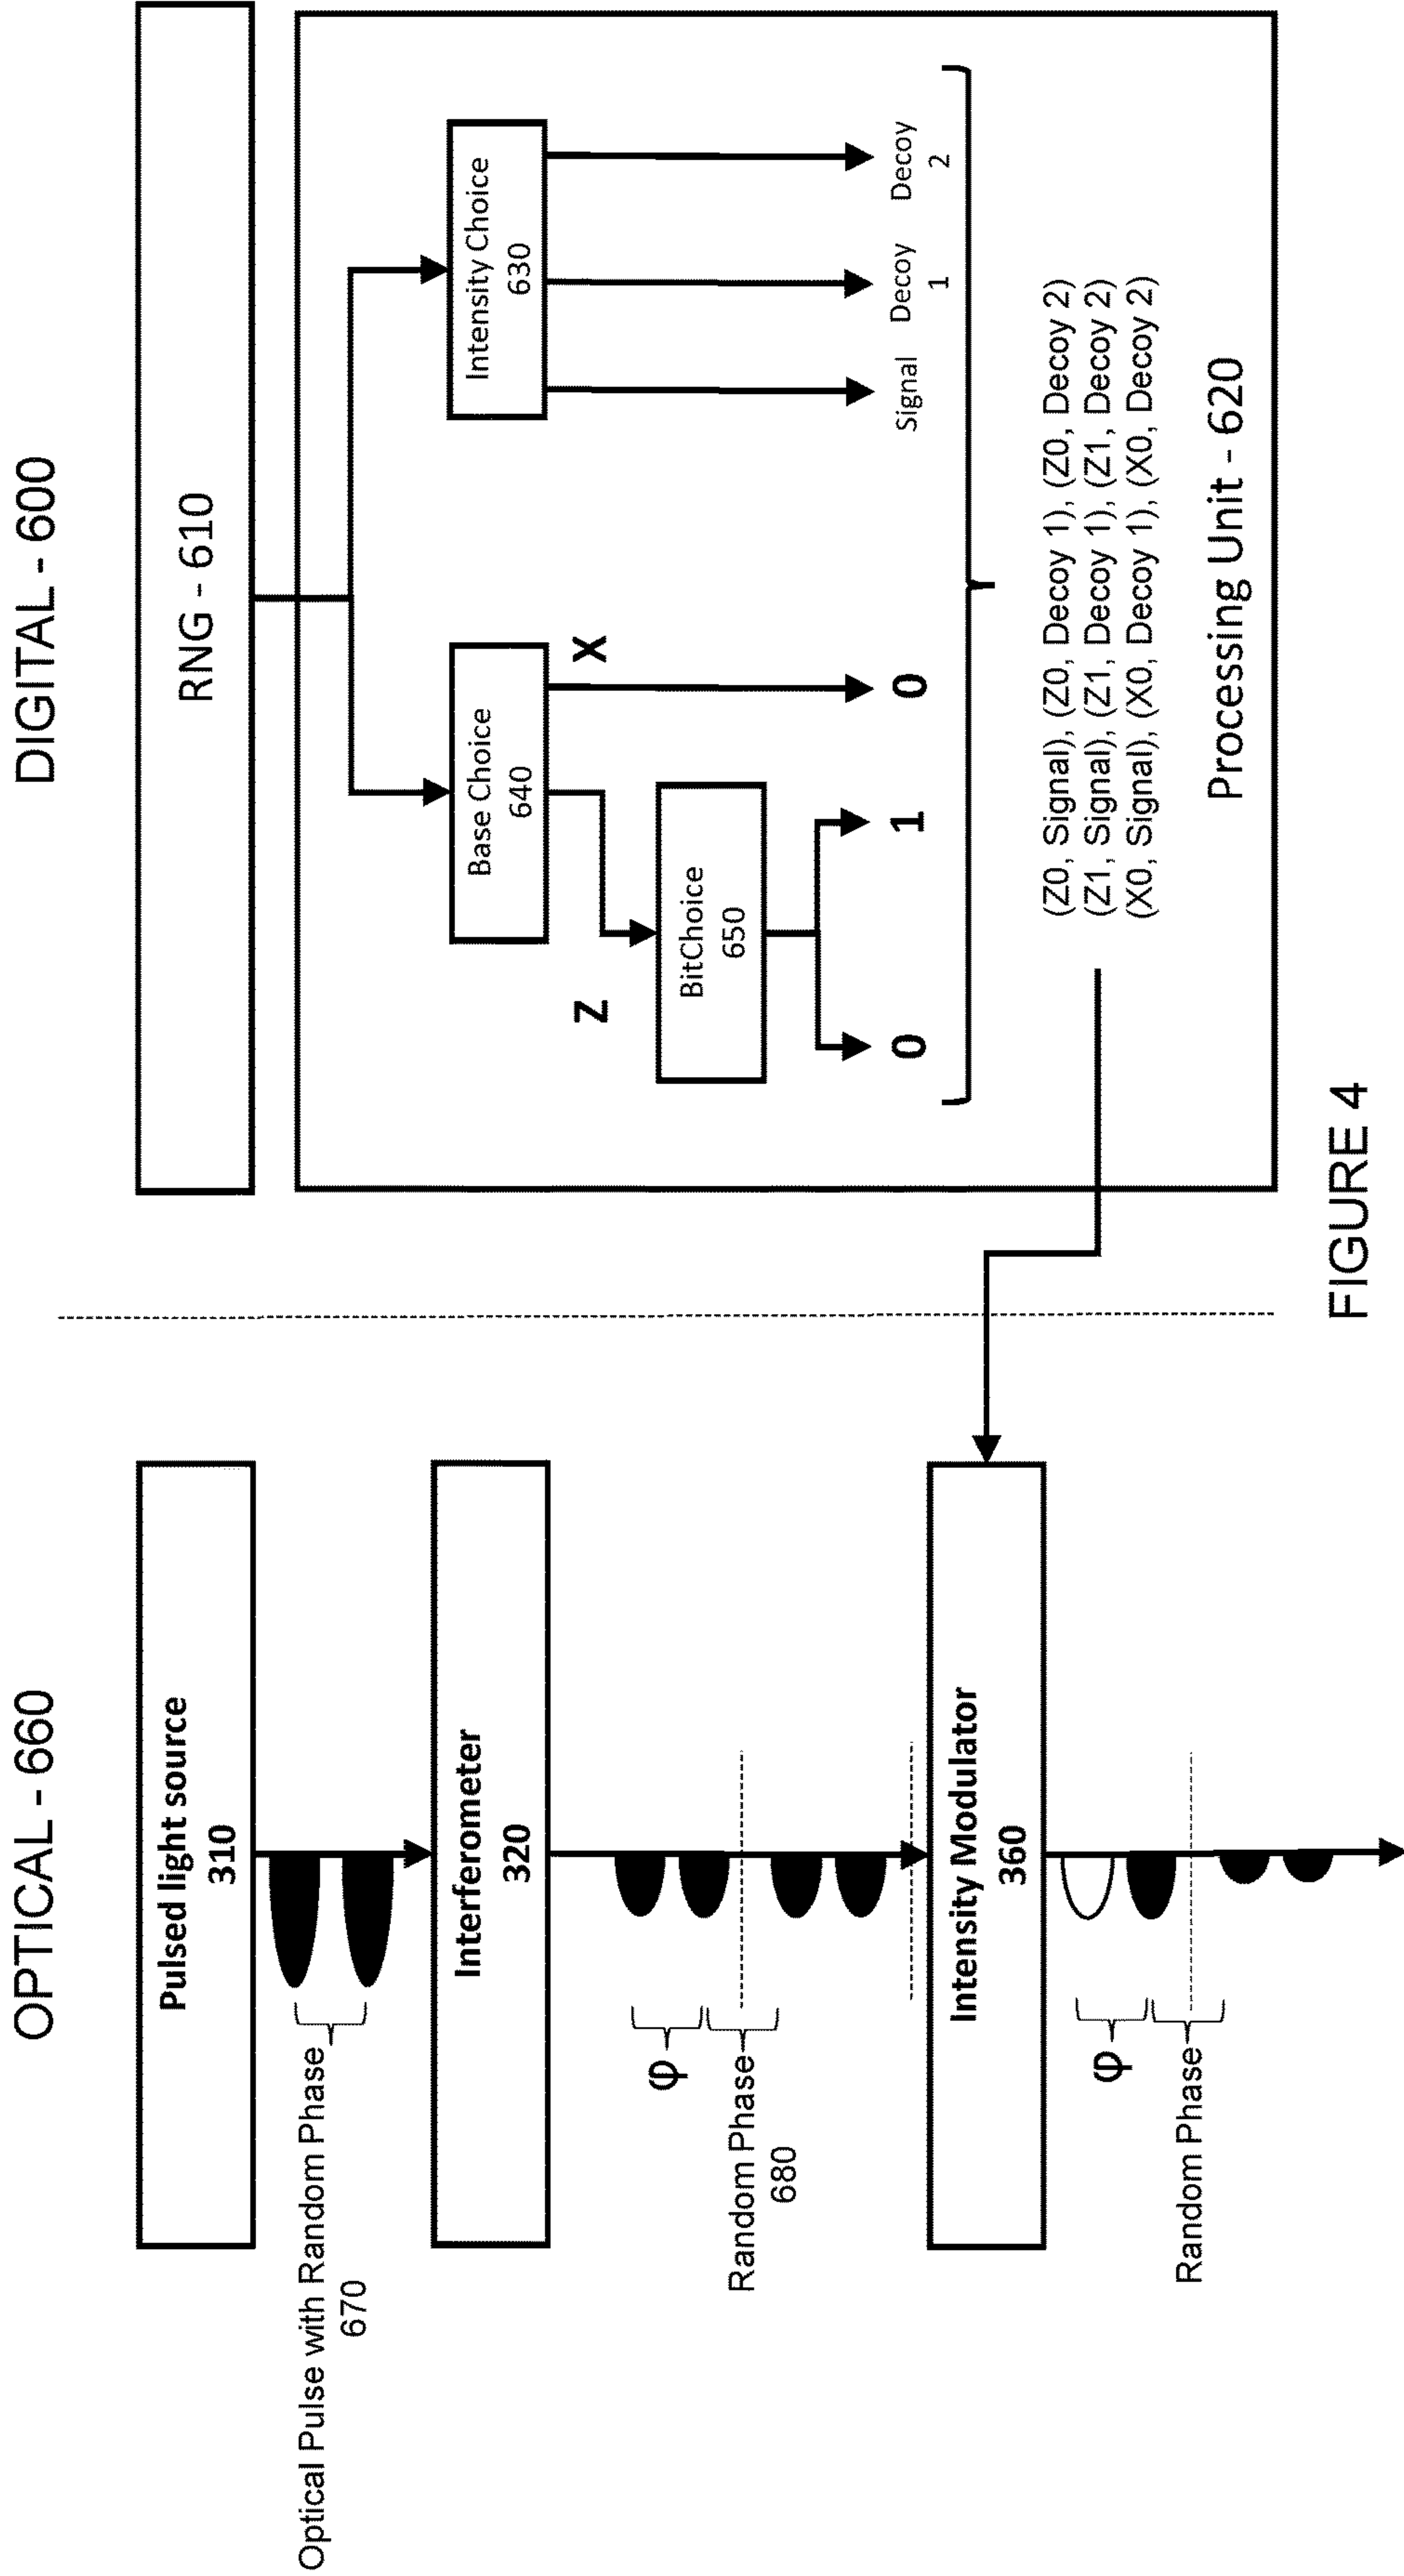 OPTICAL - 660
DIGITAL - 600
Pulsed light source
310
Optical Pulse with Random Phase
670
Interferometer
320
φ
Random Phase
680
Intensity Modulator
360
φ
Random Phase
RNG - 610
Base Choice
640
Intensity Choice
630
Z
X
BitChoice
650
0
1
0
Signal
Decoy
1
Decoy
2
(Z0, Signal), (Z0, Decoy 1), (Z0, Decoy 2)
(Z1, Signal), (Z1, Decoy 1), (Z1, Decoy 2)
(X0, Signal), (X0, Decoy 1), (X0, Decoy 2)
Processing Unit - 620
FIGURE 4